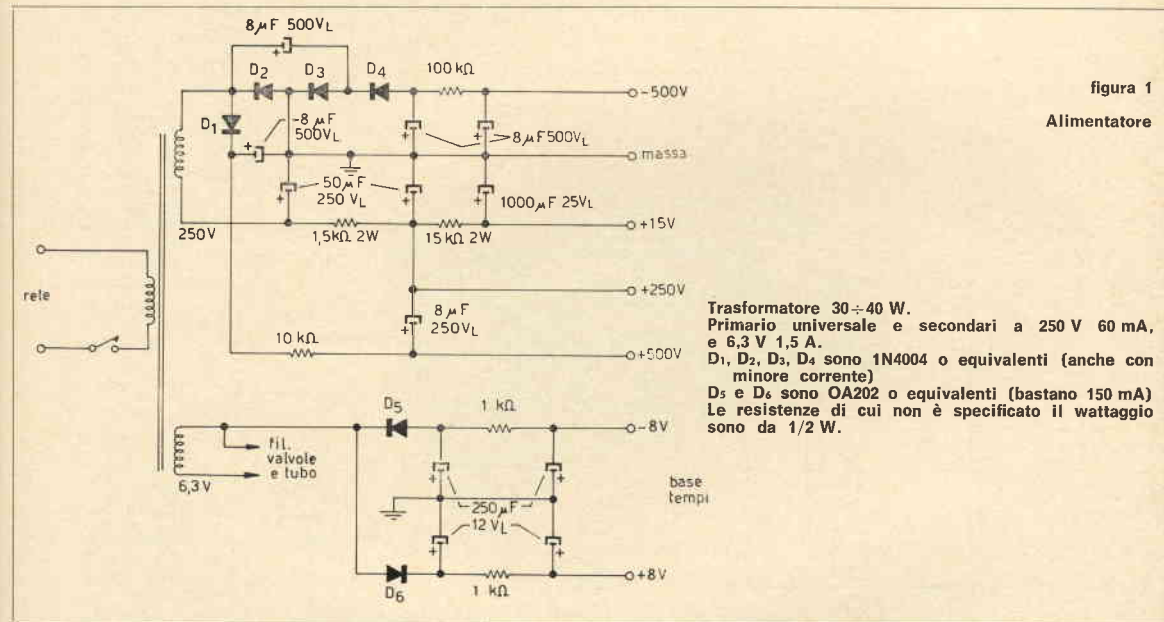 8μF 500VL
D2
D3
D4
100 kΩ
-500V
figura 1
Alimentatore
D1
-8μF
500VL
8μF 500VL
massa
50μF
250 VL
1000μF 25VL
+15V
250V
1,5kΩ 2W
15 kΩ 2W
rete
+250V
8μF
250VL
10 kΩ
+500V
Trasformatore 30÷40 W.
Primario universale e secondari a 250 V 60 mA,
e 6,3 V 1,5 A.
D1, D2, D3, D4 sono 1N4004 o equivalenti (anche con
minore corrente)
D5 e D6 sono OA202 o equivalenti (bastano 150 mA)
Le resistenze di cui non è specificato il wattaggio
sono da 1/2 W.
D5
1 kΩ
-8V
fil.
valvole
e tubo
6,3 V
250μF
12 VL
base
tempi
D6
1 kΩ
+8V